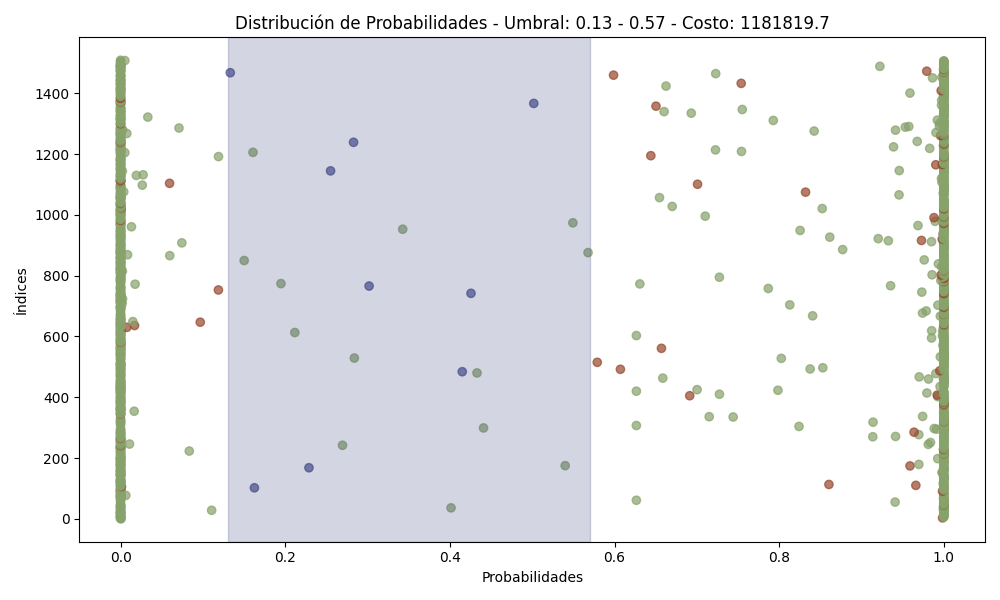 Distribución de Probabilidades - Umbral: 0.13 - 0.57 - Costo: 1181819.7
Índices
1400
1200
1000
800
600
400
200
0
0.0 0.2 0.4 0.6 0.8 1.0
Probabilidades